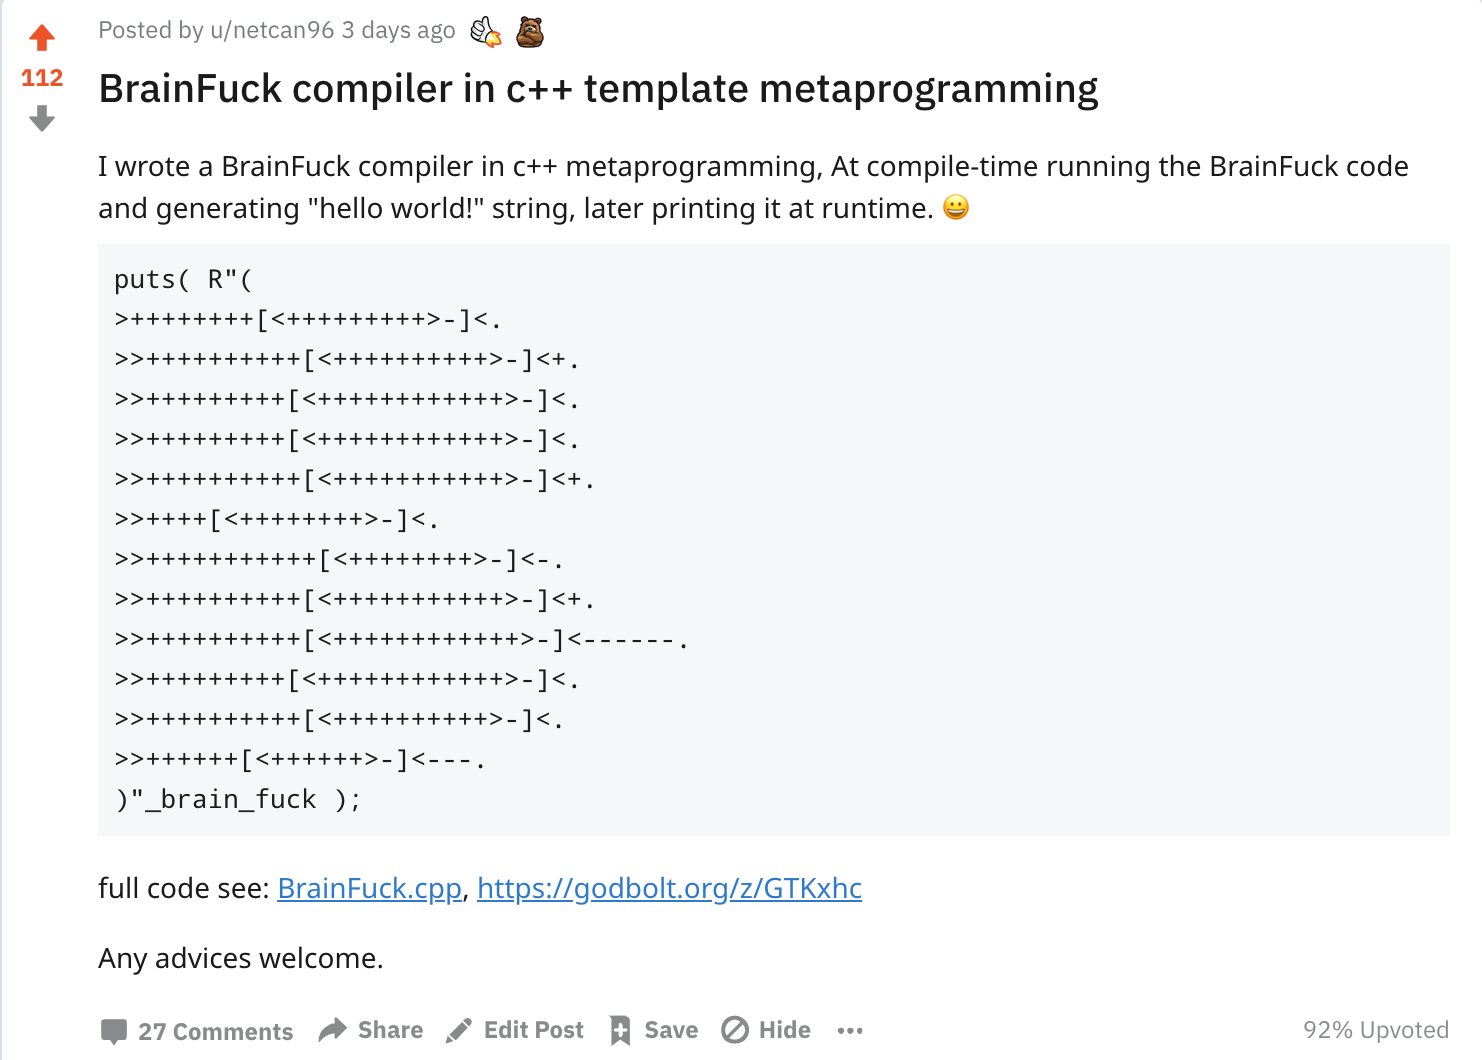 Posted by u/netcan96 3 days ago
112
BrainFuck compiler in c++ template metaprogramming
I wrote a BrainFuck compiler in c++ metaprogramming, At compile-time running the BrainFuck code
and generating "hello world!" string, later printing it at runtime. 😀
puts( R"(
>++++++++[<+++++++++>-]<.
>>++++++++++[<++++++++++>-]<+.
>>+++++++++[<++++++++++++>-]<.
>>+++++++++[<++++++++++++>-]<.
>>++++++++++[<+++++++++++>-]<+.
>>++++[<++++++++>-]<.
>>+++++++++++[<++++++++>-]<-.
>>++++++++++[<+++++++++++>-]<+.
>>++++++++++[<++++++++++++>-]<------.
>>+++++++++[<++++++++++++>-]<.
>>++++++++++[<++++++++++>-]<.
>>++++++[<++++++>-]<---.
)"_brain_fuck );
full code see: BrainFuck.cpp, https://godbolt.org/z/GTKxhc
Any advices welcome.
27 Comments Share Edit Post Save Hide ••• 92% Upvoted